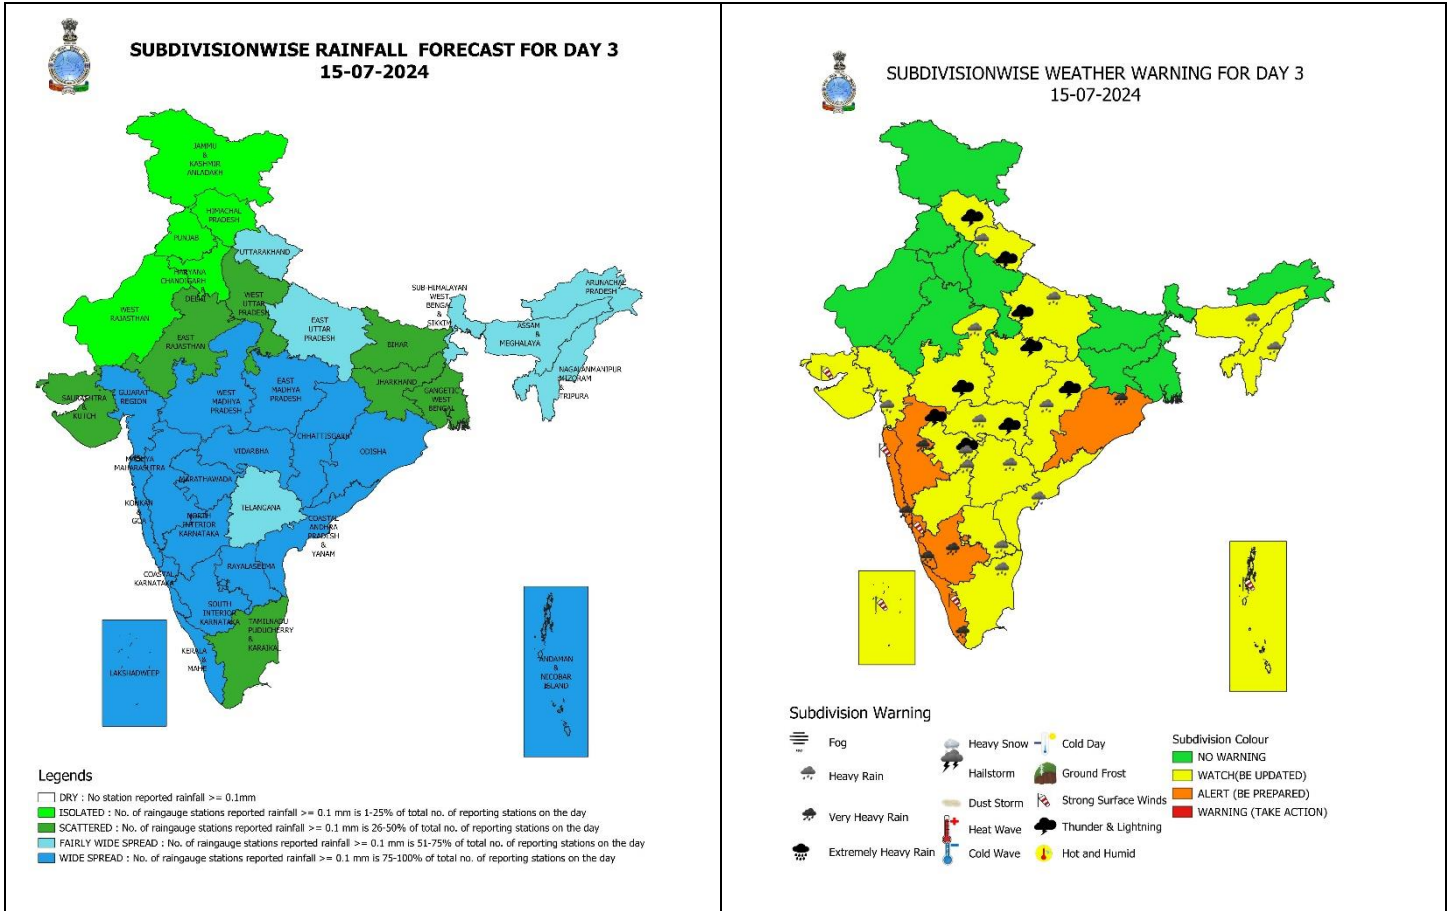 SUBDIVISIONWISE RAINFALL FORECAST FOR DAY 3
15-07-2024
JAMMU
&
KASHMIR
ANLADAKH
HIMACHAL
PRADESH
PUNJAB
UTTARAKHAND
HARYANA
CHANDIGARH
&
DELHI
WEST
UTTAR
PRADESH
WEST
RAJASTHAN
EAST
RAJASTHAN
EAST
UTTAR
PRADESH
SUB HIMALAYAN
WEST
BENGAL
&
SIKKIM
ARUNACHAL
PRADESH
ASSAM
&
MEGHALAYA
NAGALANMANIPUR
MIZORAM
&
TRIPURA
BIHAR
JHARKHAND
GANGETIC
WEST
BENGAL
SAURASHTRA
&
KUTCH
GUJARAT
REGION
WEST
MADHYA
PRADESH
EAST
MADHYA
PRADESH
CHHATTISGARH
ODISHA
VIDARBHA
MADHYA
MAHARASHTRA
MARATHAWADA
TELANGANA
KONKAN
&
GOA
NORTH
INTERIOR
KARNATAKA
COASTAL
ANDHRA
PRADESH
&
YANAM
RAYALASEEMA
COASTAL
KARNATAKA
SOUTH
INTERIOR
KARNATAKA
TAMILNADU
PUDUCHERRY
&
KARAIKAL
KERALA
&
MAHE
LAKSHADWEEP
ANDAMAN
&
NICOBAR
ISLAND
Legends
DRY : No station reported rainfall >= 0.1mm
ISOLATED : No. of raingauge stations reported rainfall >= 0.1 mm is 1-25% of total no. of reporting stations on the day
SCATTERED : No. of raingauge stations reported rainfall >= 0.1 mm is 26-50% of total no. of reporting stations on the day
FAIRLY WIDE SPREAD : No. of raingauge stations reported rainfall >= 0.1 mm is 51-75% of total no. of reporting stations on the day
WIDE SPREAD : No. of raingauge stations reported rainfall >= 0.1 mm is 75-100% of total no. of reporting stations on the day
SUBDIVISIONWISE WEATHER WARNING FOR DAY 3
15-07-2024
Subdivision Warning
Fog
Heavy Rain
Very Heavy Rain
Extremely Heavy Rain
Heavy Snow
Hailstorm
Dust Storm
Heat Wave
Cold Wave
Cold Day
Ground Frost
Strong Surface Winds
Thunder & Lightning
Hot and Humid
Subdivision Colour
NO WARNING
WATCH(BE UPDATED)
ALERT (BE PREPARED)
WARNING (TAKE ACTION)